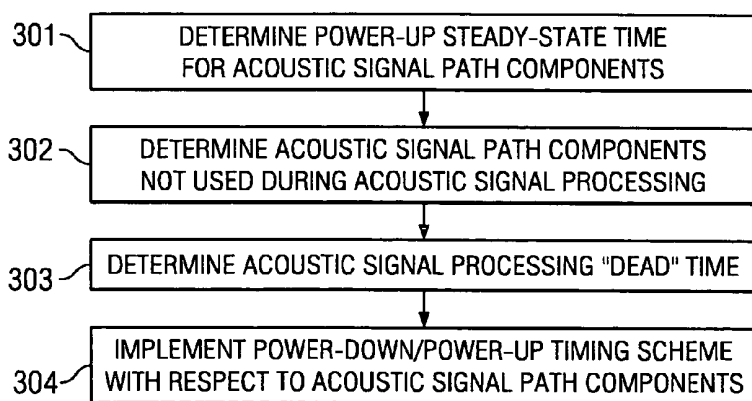 301
DETERMINE POWER-UP STEADY-STATE TIME
FOR ACOUSTIC SIGNAL PATH COMPONENTS
302
DETERMINE ACOUSTIC SIGNAL PATH COMPONENTS
NOT USED DURING ACOUSTIC SIGNAL PROCESSING
303
DETERMINE ACOUSTIC SIGNAL PROCESSING "DEAD" TIME
304
IMPLEMENT POWER-DOWN/POWER-UP TIMING SCHEME
WITH RESPECT TO ACOUSTIC SIGNAL PATH COMPONENTS